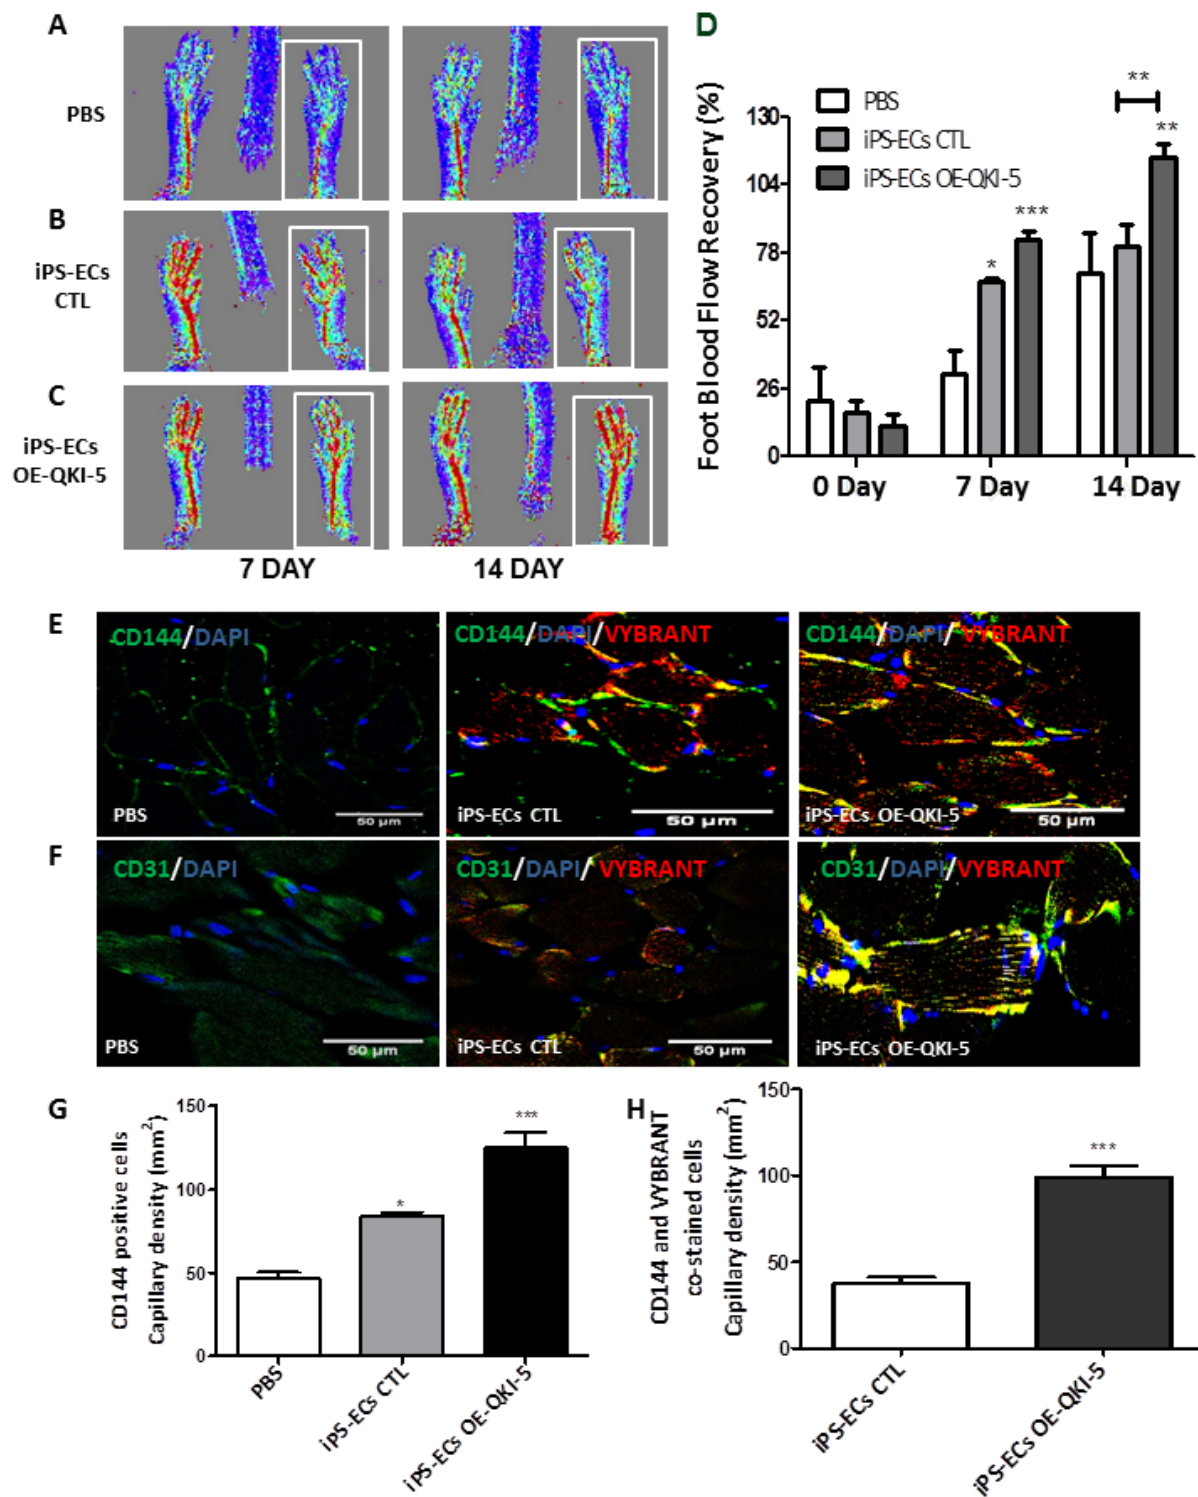 A
PBS
B
iPS-ECs
CTL
C
iPS-ECs
OE-QKI-5
7 DAY
14 DAY
D
Foot Blood Flow Recovery (%)
130
104
78
52
26
0
PBS
iPS-ECs CTL
iPS-ECs OE-QKI-5
*
***
**
**
0 Day
7 Day
14 Day
E
CD144/DAPI
PBS
50 µm
CD144/DAPI/VYBRANT
iPS-ECs CTL
50 µm
CD144/DAPI/VYBRANT
iPS-ECs OE-QKI-5
50 µm
F
CD31/DAPI
PBS
50 µm
CD31/DAPI/ VYBRANT
iPS-ECs CTL
50 µm
CD31/DAPI/VYBRANT
iPS-ECs OE-QKI-5
G
CD144 positive cells
Capillary density (mm²)
150
100
50
0
*
***
PBS
iPS-ECs CTL
iPS-ECs OE-QKI-5
H
CD144 and VYBRANT
co-stained cells
Capillary density (mm²)
150
100
50
0
***
iPS-ECs CTL
iPS-ECs OE-QKI-5